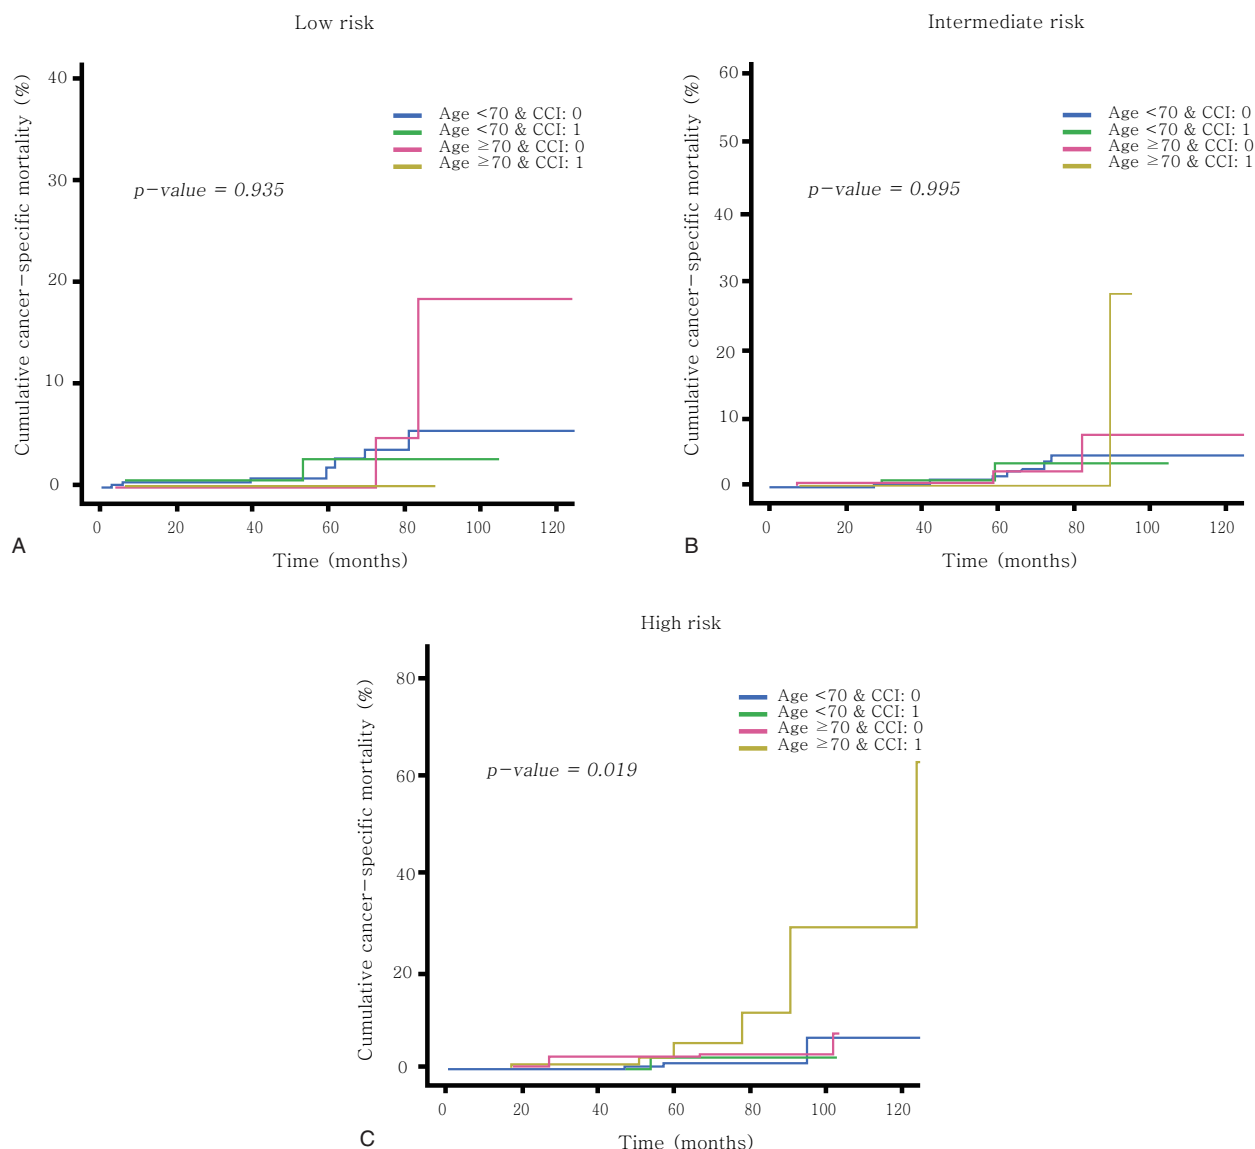 Low risk
Cumulative cancer-specific mortality (%)
40
30
20
10
0
Age <70 & CCI: 0
Age <70 & CCI: 1
Age ≥70 & CCI: 0
Age ≥70 & CCI: 1
p-value = 0.935
0 20 40 60 80 100 120
Time (months)
A
Intermediate risk
Cumulative cancer-specific mortality (%)
60
50
40
30
20
10
0
Age <70 & CCI: 0
Age <70 & CCI: 1
Age ≥70 & CCI: 0
Age ≥70 & CCI: 1
p-value = 0.995
0 20 40 60 80 100 120
Time (months)
B
High risk
Cumulative cancer-specific mortality (%)
80
60
40
20
0
Age <70 & CCI: 0
Age <70 & CCI: 1
Age ≥70 & CCI: 0
Age ≥70 & CCI: 1
p-value = 0.019
0 20 40 60 80 100 120
Time (months)
C